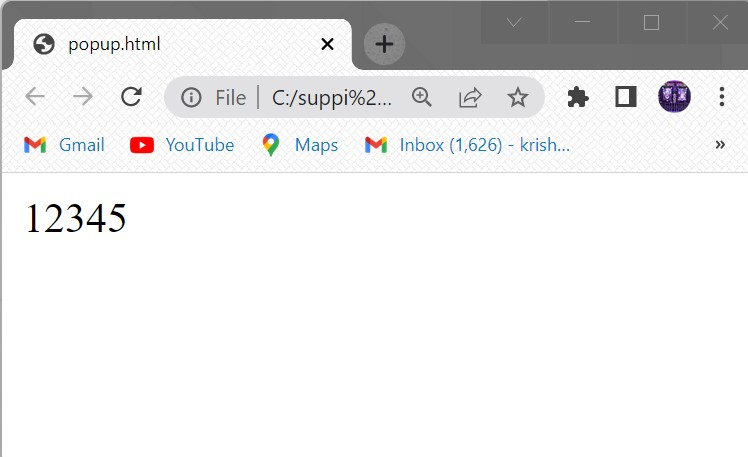 popup.html
File C:/suppi%2...
Gmail YouTube Maps Inbox (1,626) - krish... »
12345